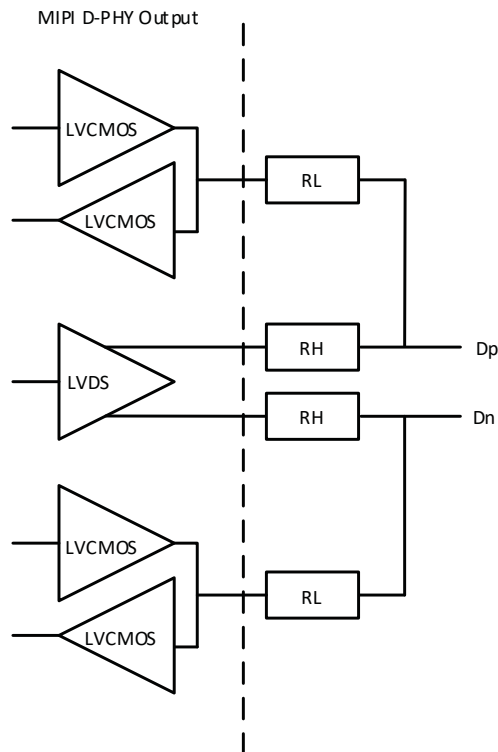 MIPI D-PHY Output
LVCMOS
RL
LVCMOS
RH
Dp
LVDS
RH
Dn
LVCMOS
LVCMOS
RL